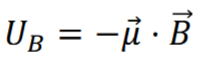 U_B = −μ⃗ · B⃗